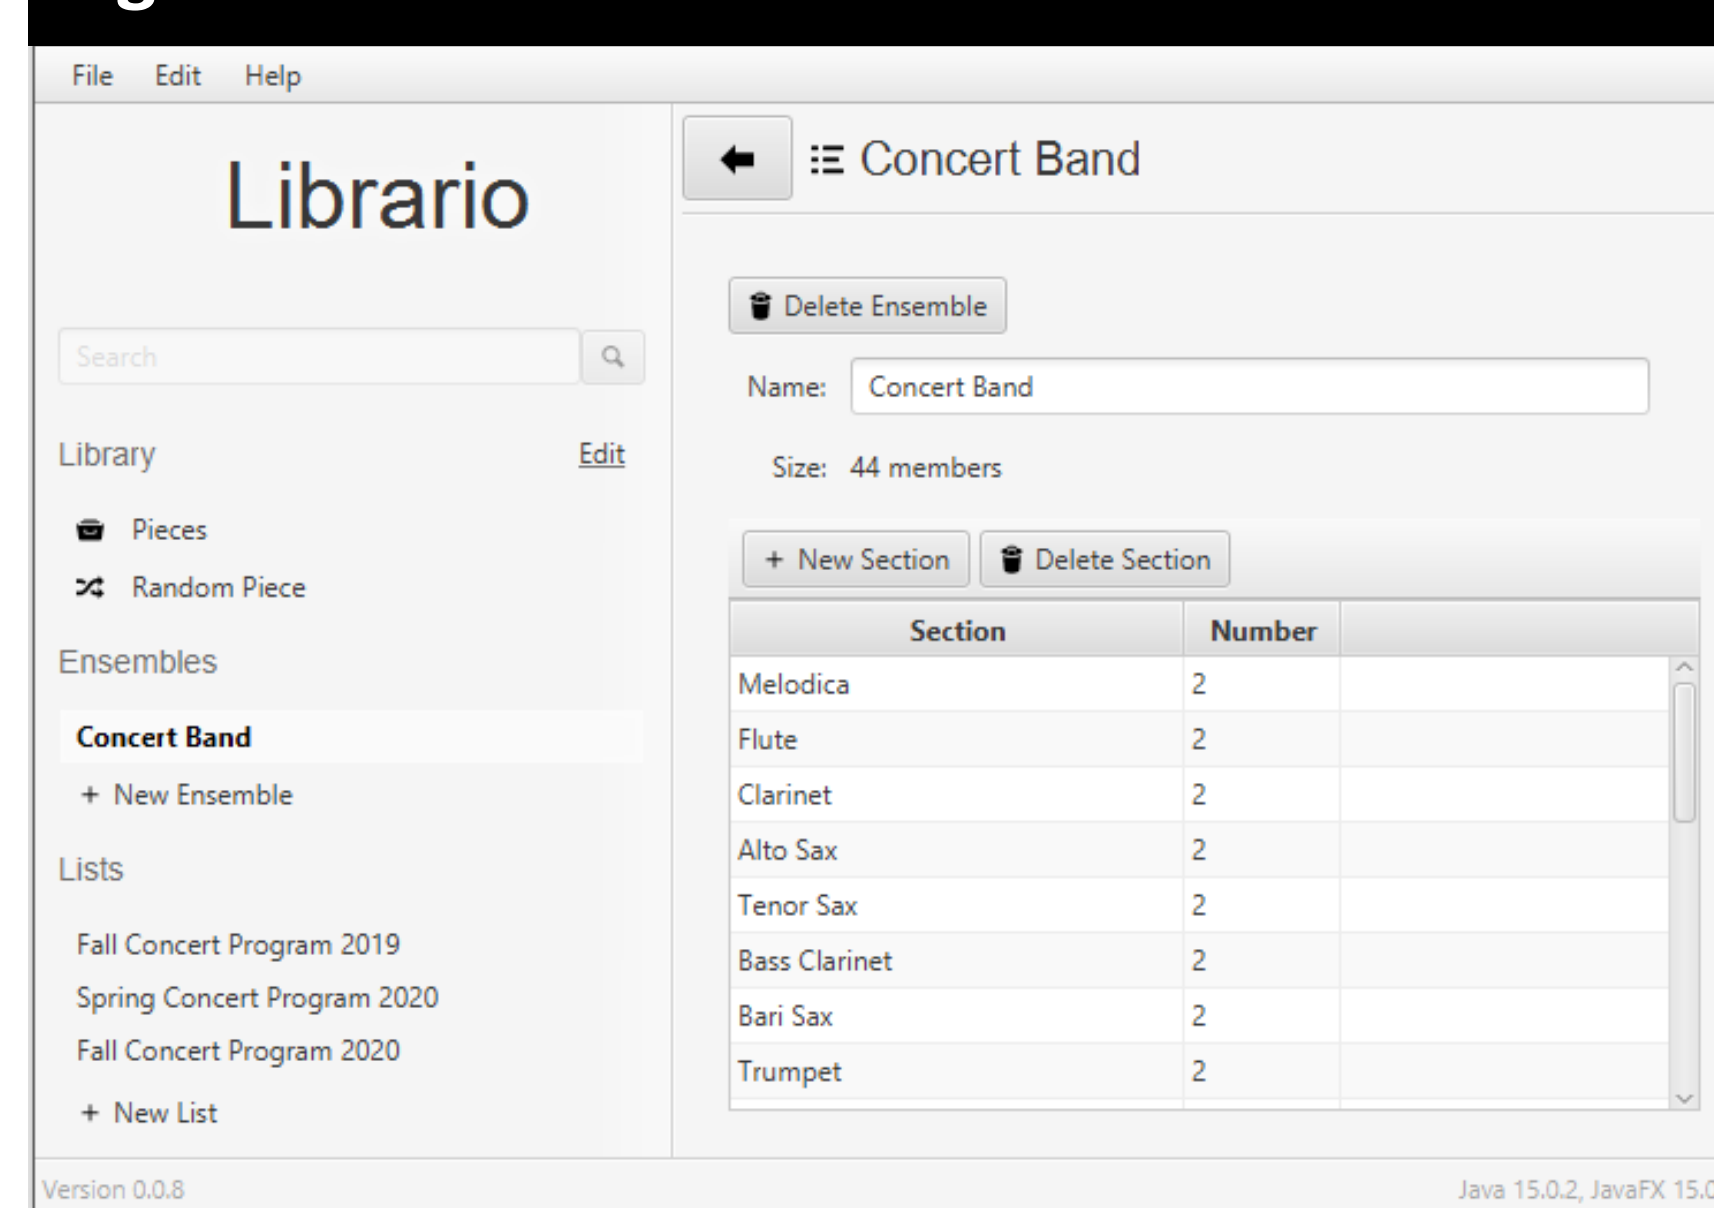 File Edit Help
Librario
Search
Library Edit
Pieces
Random Piece
Ensembles
Concert Band
+ New Ensemble
Lists
Fall Concert Program 2019
Spring Concert Program 2020
Fall Concert Program 2020
+ New List
Concert Band
Delete Ensemble
Name: Concert Band
Size: 44 members
+ New Section Delete Section
Section Number
Melodica 2
Flute 2
Clarinet 2
Alto Sax 2
Tenor Sax 2
Bass Clarinet 2
Bari Sax 2
Trumpet 2
Version 0.0.8
Java 15.0.2, JavaFX